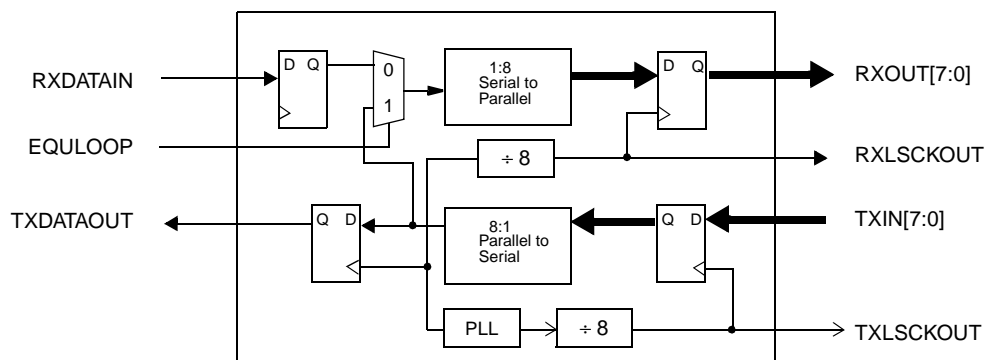 RXDATAIN
D Q
0
1
1:8
Serial to
Parallel
D Q
RXOUT[7:0]
EQULOOP
÷ 8
RXLSCKOUT
TXDATAOUT
Q D
8:1
Parallel to
Serial
Q D
TXIN[7:0]
PLL
÷ 8
TXLSCKOUT